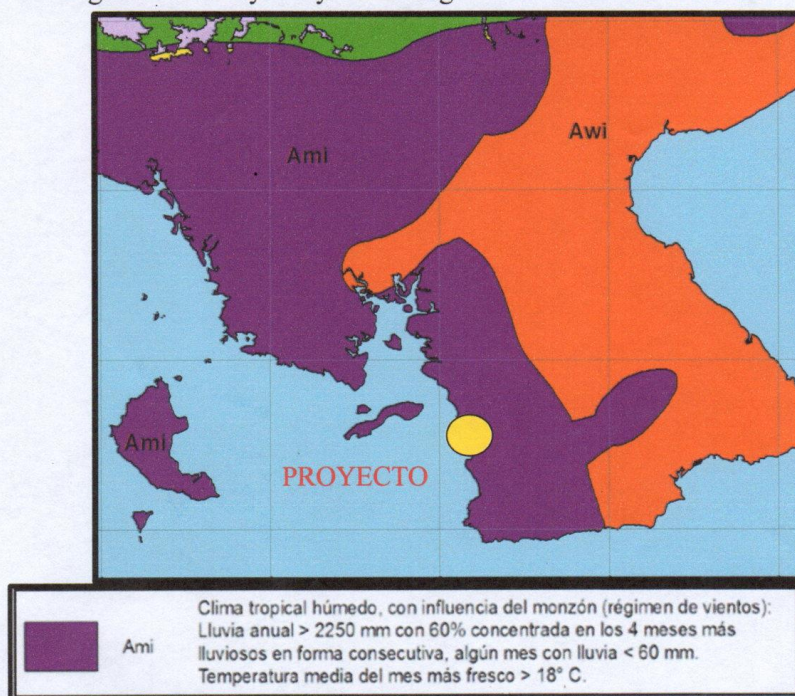 Ami
Awi
Ami
PROYECTO
Ami
Clima tropical húmedo, con influencia del monzón (régimen de vientos):
Lluvia anual > 2250 mm con 60% concentrada en los 4 meses más
lluviosos en forma consecutiva, algún mes con lluvia < 60 mm.
Temperatura media del mes más fresco > 18° C.